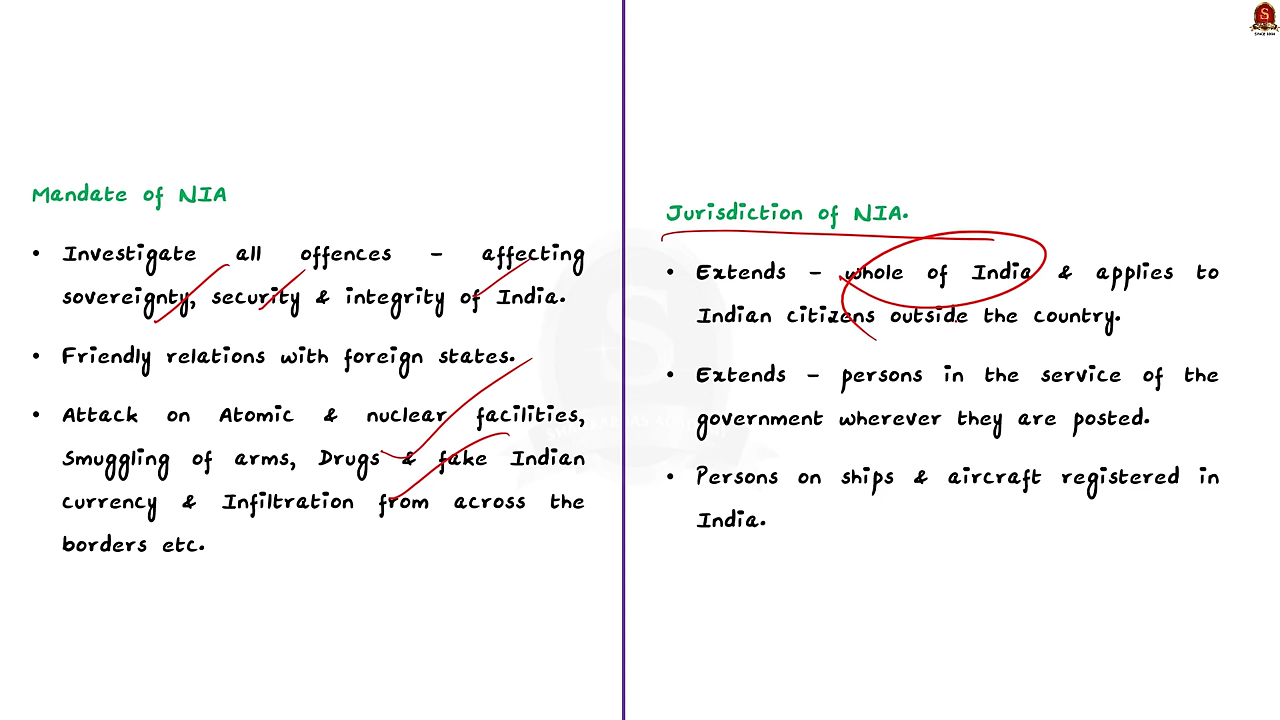 Mandate of NIA
• Investigate all offences - affecting
sovereignty, security & integrity of India.
• Friendly relations with foreign states.
• Attack on Atomic & nuclear facilities,
Smuggling of arms, Drugs & fake Indian
currency & Infiltration from across the
borders etc.
Jurisdiction of NIA.
• Extends - whole of India & applies to
Indian citizens outside the country.
• Extends - persons in the service of the
government wherever they are posted.
• Persons on ships & aircraft registered in
India.